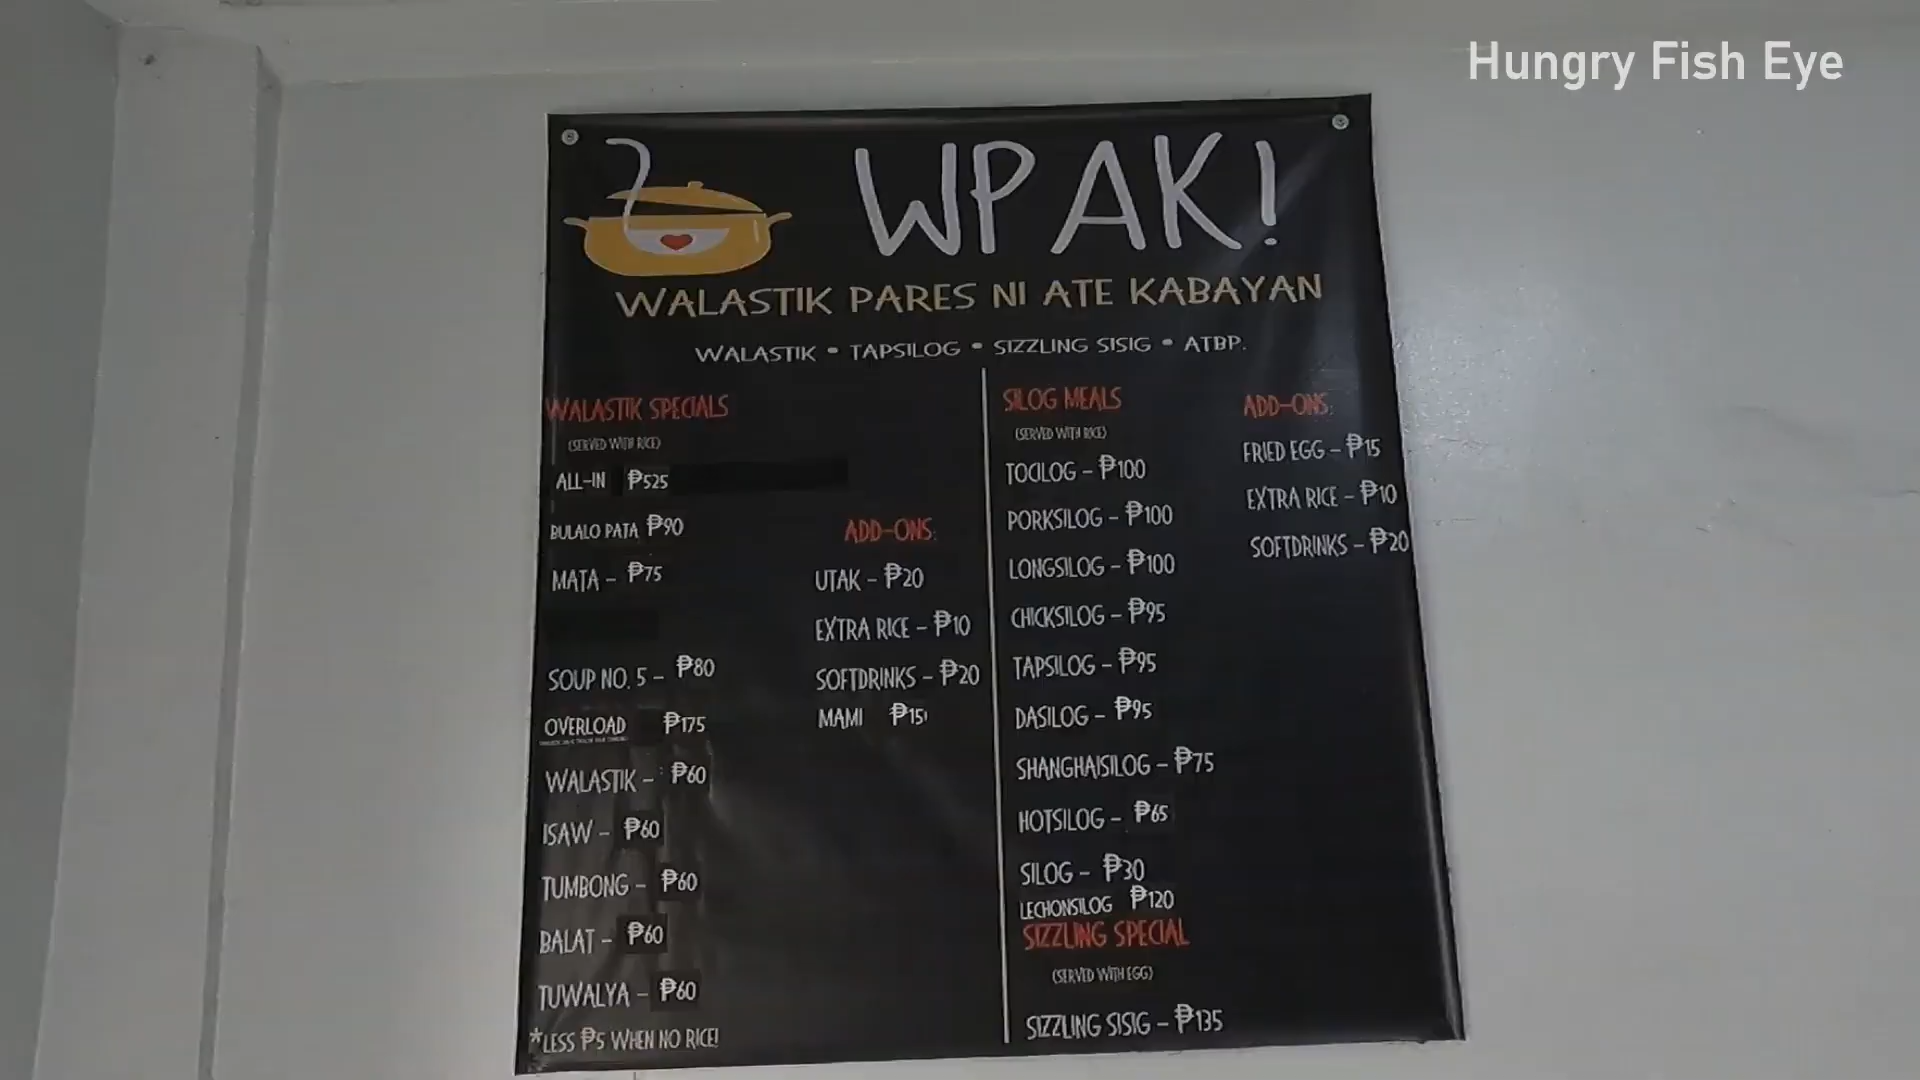 Hungry Fish Eye
WPAK!
WALASTIK PARES NI ATE KABAYAN
WALASTIK • TAPSILOG • SIZZLING SISIG • ATBP.
WALASTIK SPECIALS
(SERVED WITH RICE)
ALL-IN ₱525
BULALO PATA ₱90
MATA – ₱75
SOUP NO. 5 – ₱80
OVERLOAD ₱175
WALASTIK – ₱60
ISAW – ₱60
TUMBONG – ₱60
BALAT – ₱60
TUWALYA – ₱60
*LESS ₱5 WHEN NO RICE!
ADD-ONS:
UTAK – ₱20
EXTRA RICE – ₱10
SOFTDRINKS – ₱20
MAMI ₱15
SILOG MEALS
(SERVED WITH RICE)
TOCILOG – ₱100
PORKSILOG – ₱100
LONGSILOG – ₱100
CHICKSILOG – ₱95
TAPSILOG – ₱95
DASILOG – ₱95
SHANGHAISILOG – ₱75
HOTSILOG – ₱65
SILOG – ₱30
LECHONSILOG ₱120
ADD-ONS:
FRIED EGG – ₱15
EXTRA RICE – ₱10
SOFTDRINKS – ₱20
SIZZLING SPECIAL
(SERVED WITH EGG)
SIZZLING SISIG – ₱135